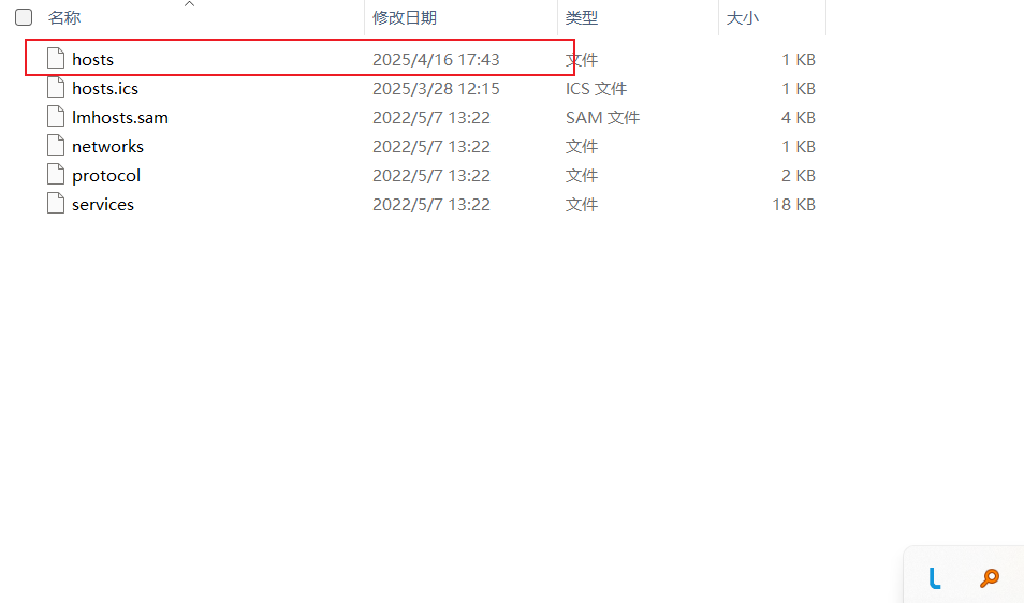 名称 修改日期 类型 大小
hosts 2025/4/16 17:43 文件 1 KB
hosts.ics 2025/3/28 12:15 ICS 文件 1 KB
lmhosts.sam 2022/5/7 13:22 SAM 文件 4 KB
networks 2022/5/7 13:22 文件 1 KB
protocol 2022/5/7 13:22 文件 2 KB
services 2022/5/7 13:22 文件 18 KB